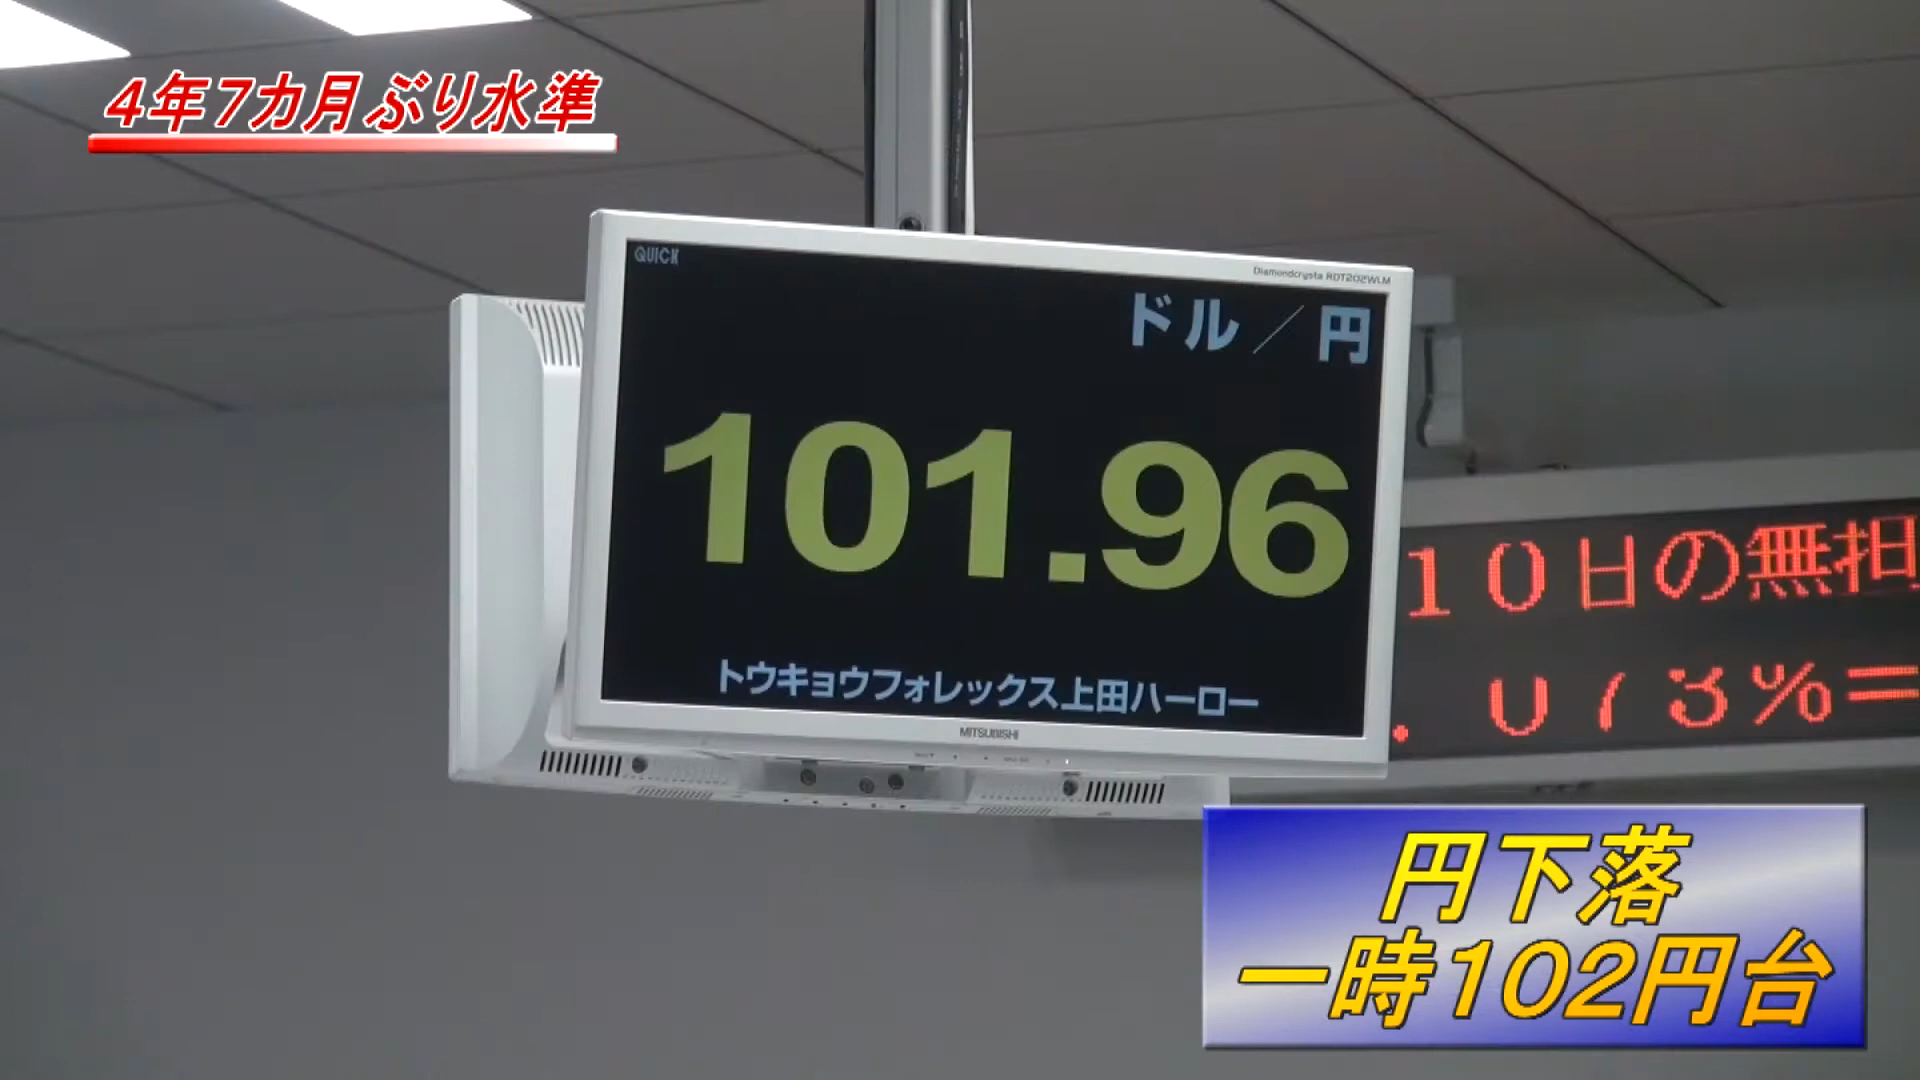 4年7カ月ぶり水準
QUICK
Diamondcrysta RDT202WLM
ドル／円
101.96
トウキョウフォレックス上田ハーロー
MITSUBISHI
10日の無担
.073%=
円下落
一時102円台